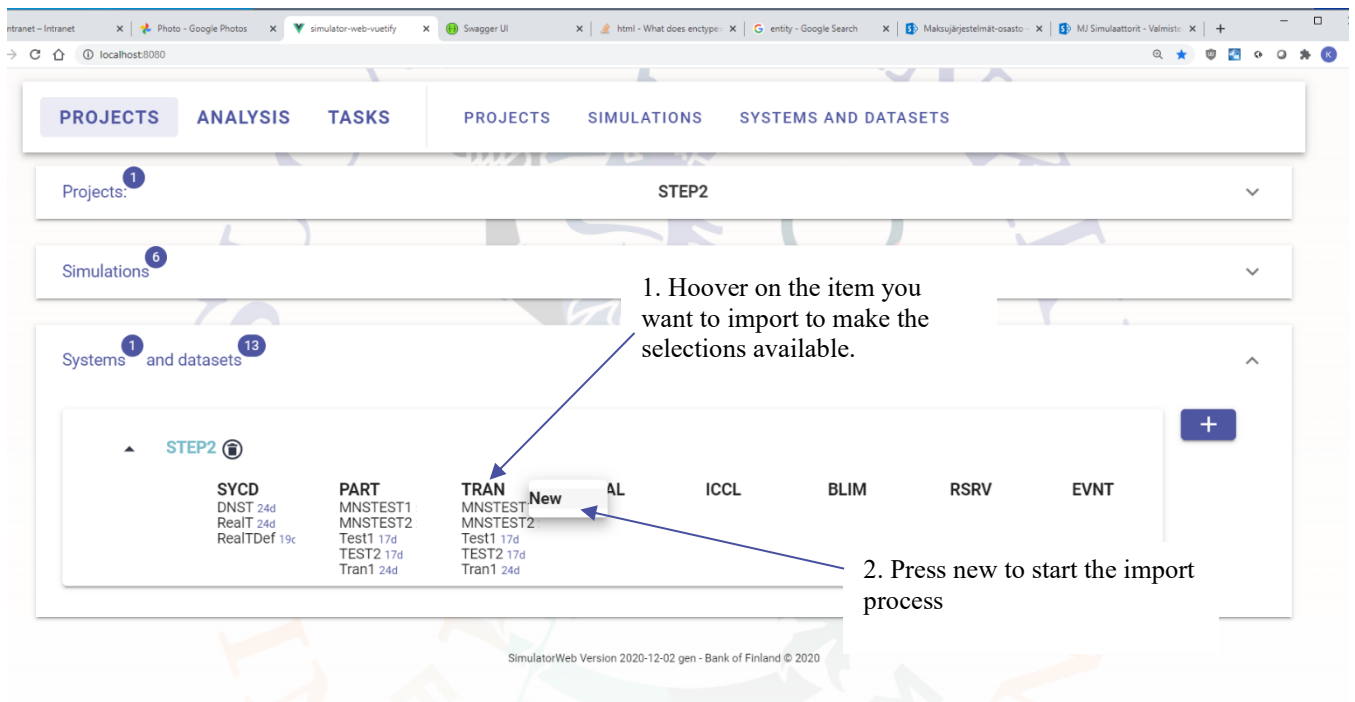 ntranet – Intranet
Photo - Google Photos
simulator-web-vuetify
Swagger UI
html - What does enctype=
entity - Google Search
Maksujärjestelmät-osasto -
MJ Simulaattorit - Valmiste
localhost:8080
K
PROJECTS ANALYSIS TASKS PROJECTS SIMULATIONS SYSTEMS AND DATASETS
Projects: 1 STEP2
Simulations 6
1. Hoover on the item you
want to import to make the
selections available.
Systems 1 and datasets 13
STEP2
SYCD PART TRAN AL ICCL BLIM RSRV EVNT
New
DNST 24d MNSTEST1 MNSTEST
RealT 24d MNSTEST2 MNSTEST2
RealTDef 19c Test1 17d Test1 17d
TEST2 17d TEST2 17d
Tran1 24d Tran1 24d
2. Press new to start the import
process
SimulatorWeb Version 2020-12-02 gen - Bank of Finland © 2020